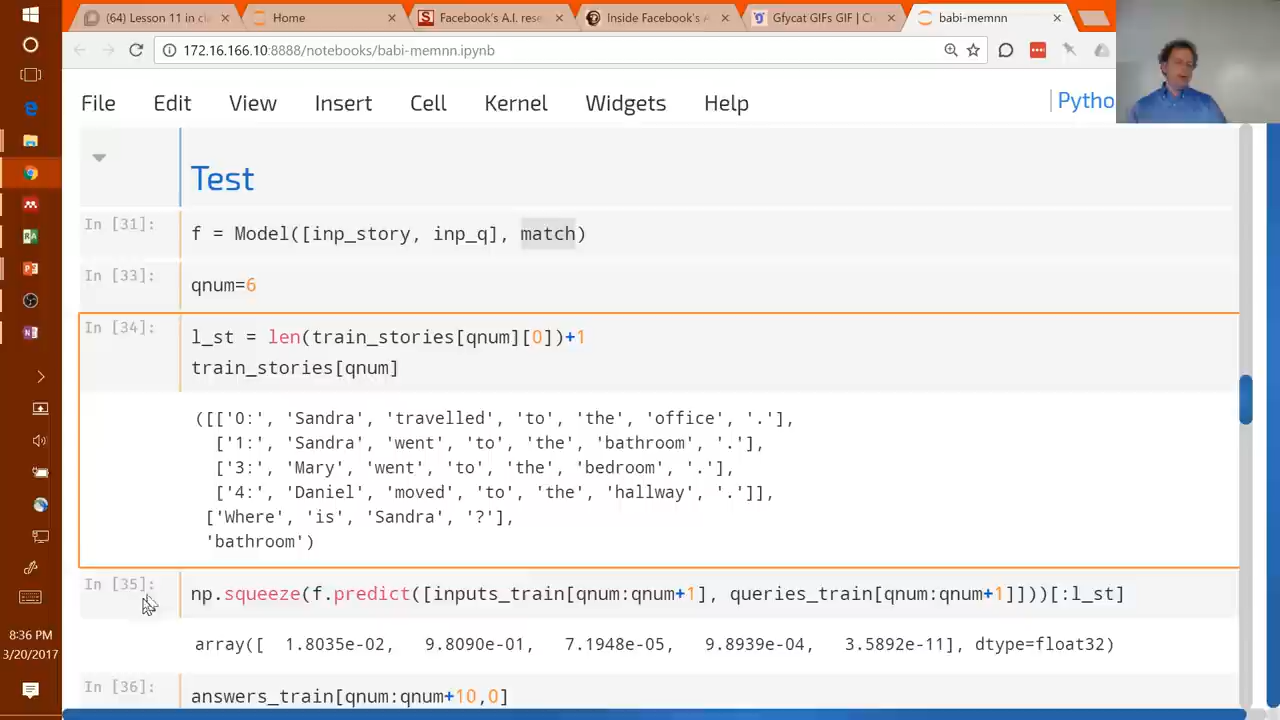 (64) Lesson 11 in cl
Home
Facebook's A.I. rese
Inside Facebook's A
Gfycat GIFs GIF | Cr
babi-memnn
172.16.166.10:8888/notebooks/babi-memnn.ipynb
File Edit View Insert Cell Kernel Widgets Help
Pytho
Test
In [31]:
f = Model([inp_story, inp_q], match)
In [33]:
qnum=6
In [34]:
l_st = len(train_stories[qnum][0])+1
train_stories[qnum]
([['0:', 'Sandra', 'travelled', 'to', 'the', 'office', '.'],
['1:', 'Sandra', 'went', 'to', 'the', 'bathroom', '.'],
['3:', 'Mary', 'went', 'to', 'the', 'bedroom', '.'],
['4:', 'Daniel', 'moved', 'to', 'the', 'hallway', '.']],
['Where', 'is', 'Sandra', '?'],
'bathroom')
In [35]:
np.squeeze(f.predict([inputs_train[qnum:qnum+1], queries_train[qnum:qnum+1]]))[:l_st]
array([ 1.8035e-02, 9.8090e-01, 7.1948e-05, 9.8939e-04, 3.5892e-11], dtype=float32)
In [36]:
answers_train[qnum:qnum+10,0]
8:36 PM
3/20/2017